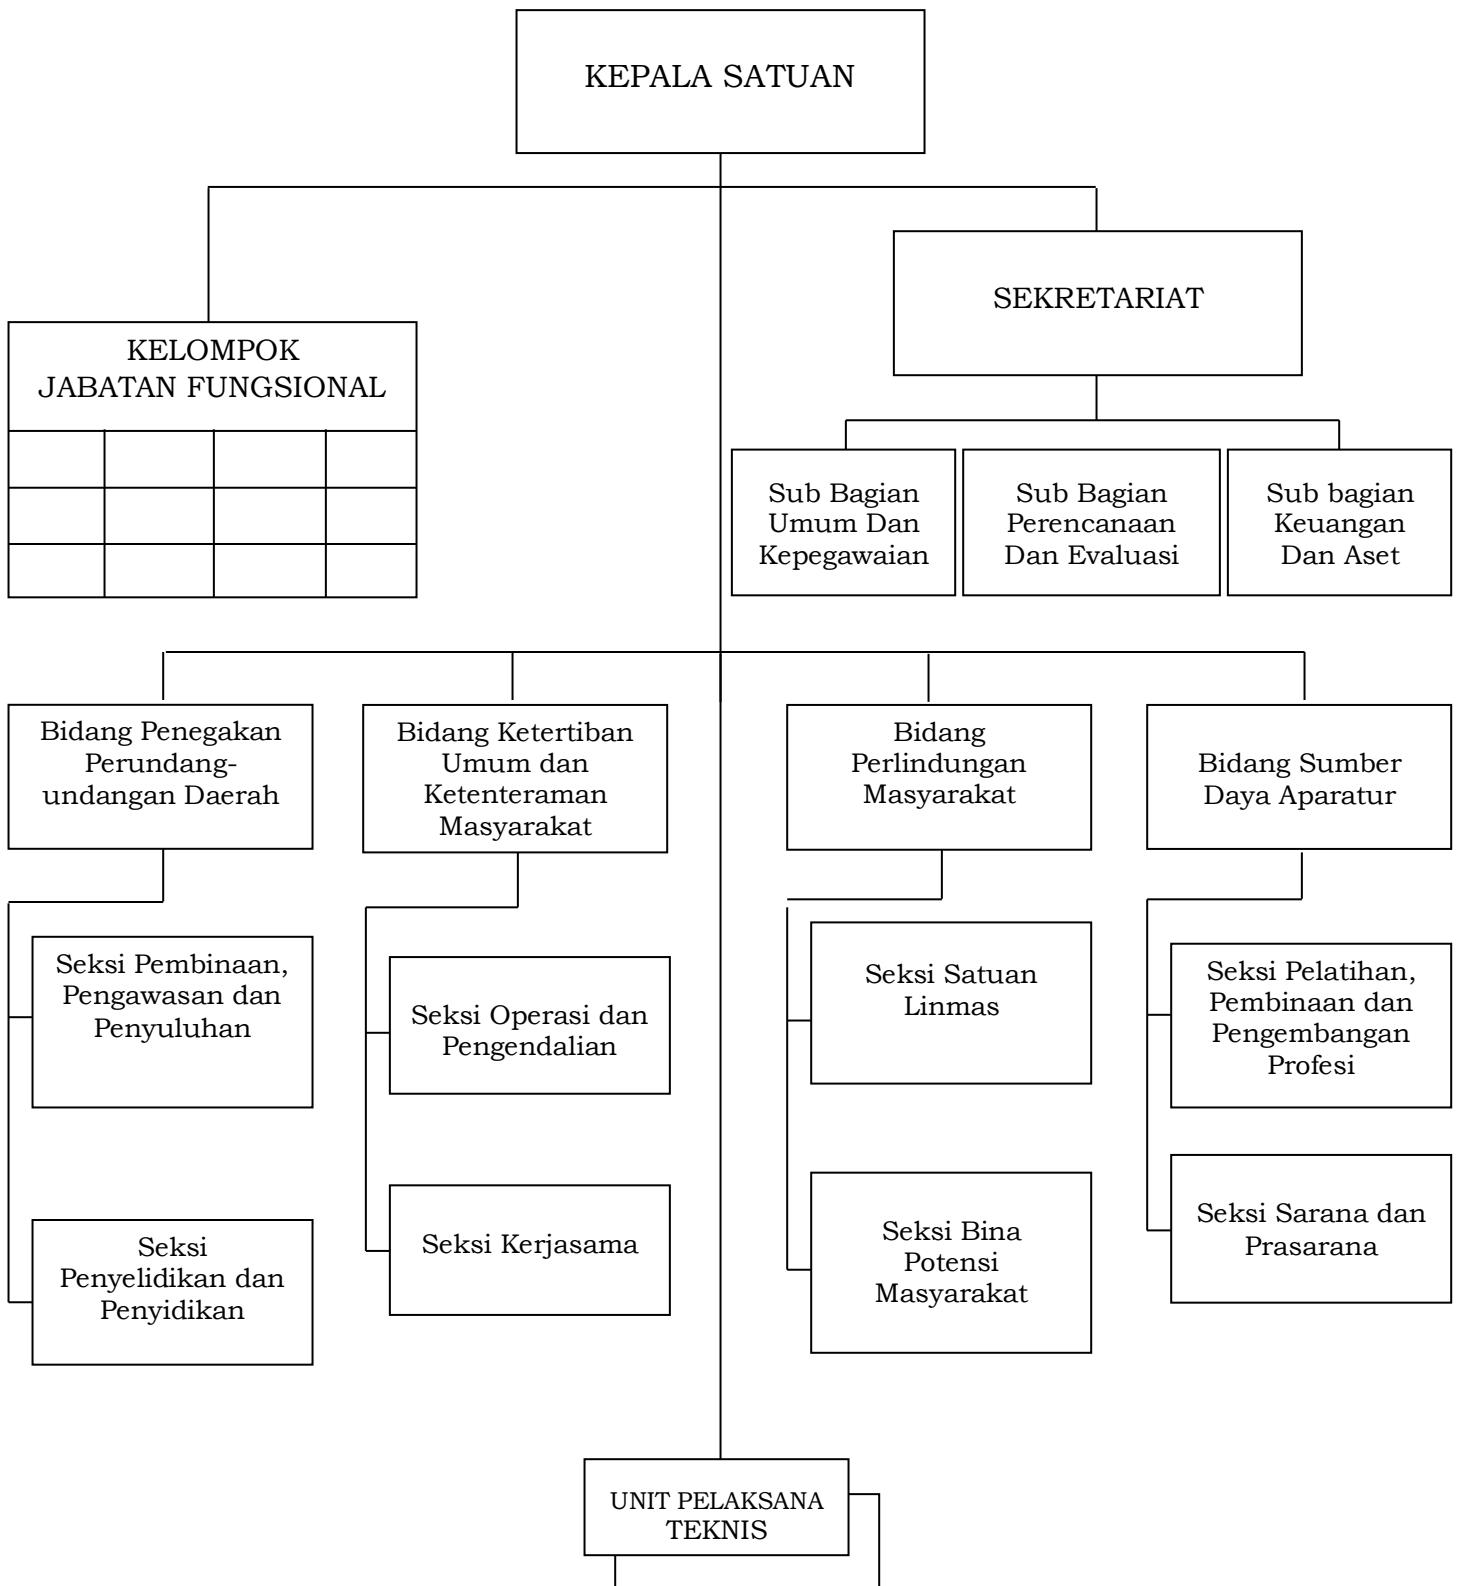 KEPALA SATUAN
SEKRETARIAT
KELOMPOK
JABATAN FUNGSIONAL
Sub Bagian
Umum Dan
Kepegawaian
Sub Bagian
Perencanaan
Dan Evaluasi
Sub bagian
Keuangan
Dan Aset
Bidang Penegakan
Perundang-
undangan Daerah
Bidang Ketertiban
Umum dan
Ketenteraman
Masyarakat
Bidang
Perlindungan
Masyarakat
Bidang Sumber
Daya Aparatur
Seksi Pembinaan,
Pengawasan dan
Penyuluhan
Seksi Operasi dan
Pengendalian
Seksi Satuan
Linmas
Seksi Pelatihan,
Pembinaan dan
Pengembangan
Profesi
Seksi
Penyelidikan dan
Penyidikan
Seksi Kerjasama
Seksi Bina
Potensi
Masyarakat
Seksi Sarana dan
Prasarana
UNIT PELAKSANA
TEKNIS